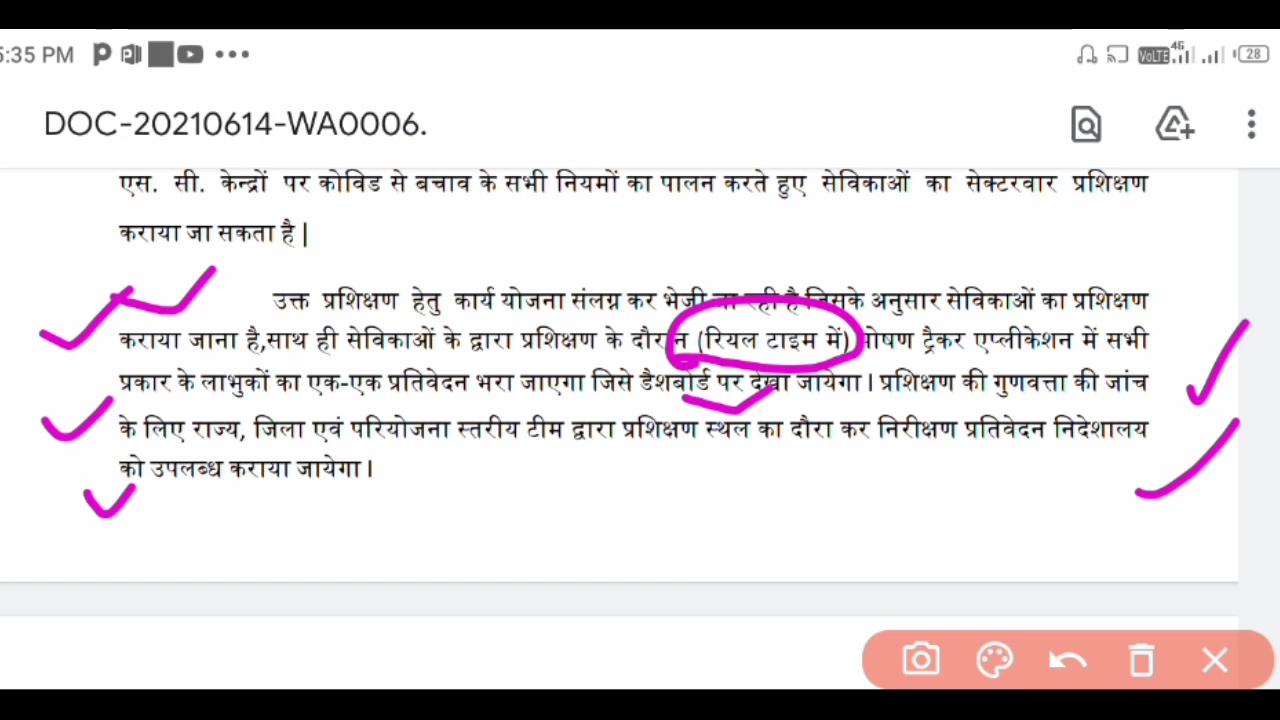 5:35 PM
VoLTE 4G 28
DOC-20210614-WA0006.
एस. सी. केन्द्रों पर कोविड से बचाव के सभी नियमों का पालन करते हुए सेविकाओं का सेक्टरवार प्रशिक्षण
कराया जा सकता है |
उक्त प्रशिक्षण हेतु कार्य योजना संलग्न कर भेजी जा रही है जिसके अनुसार सेविकाओं का प्रशिक्षण
कराया जाना है,साथ ही सेविकाओं के द्वारा प्रशिक्षण के दौरान (रियल टाइम में) पोषण ट्रैकर एप्लीकेशन में सभी
प्रकार के लाभुकों का एक-एक प्रतिवेदन भरा जाएगा जिसे डैशबोर्ड पर देखा जायेगा। प्रशिक्षण की गुणवत्ता की जांच
के लिए राज्य, जिला एवं परियोजना स्तरीय टीम द्वारा प्रशिक्षण स्थल का दौरा कर निरीक्षण प्रतिवेदन निदेशालय
को उपलब्ध कराया जायेगा।